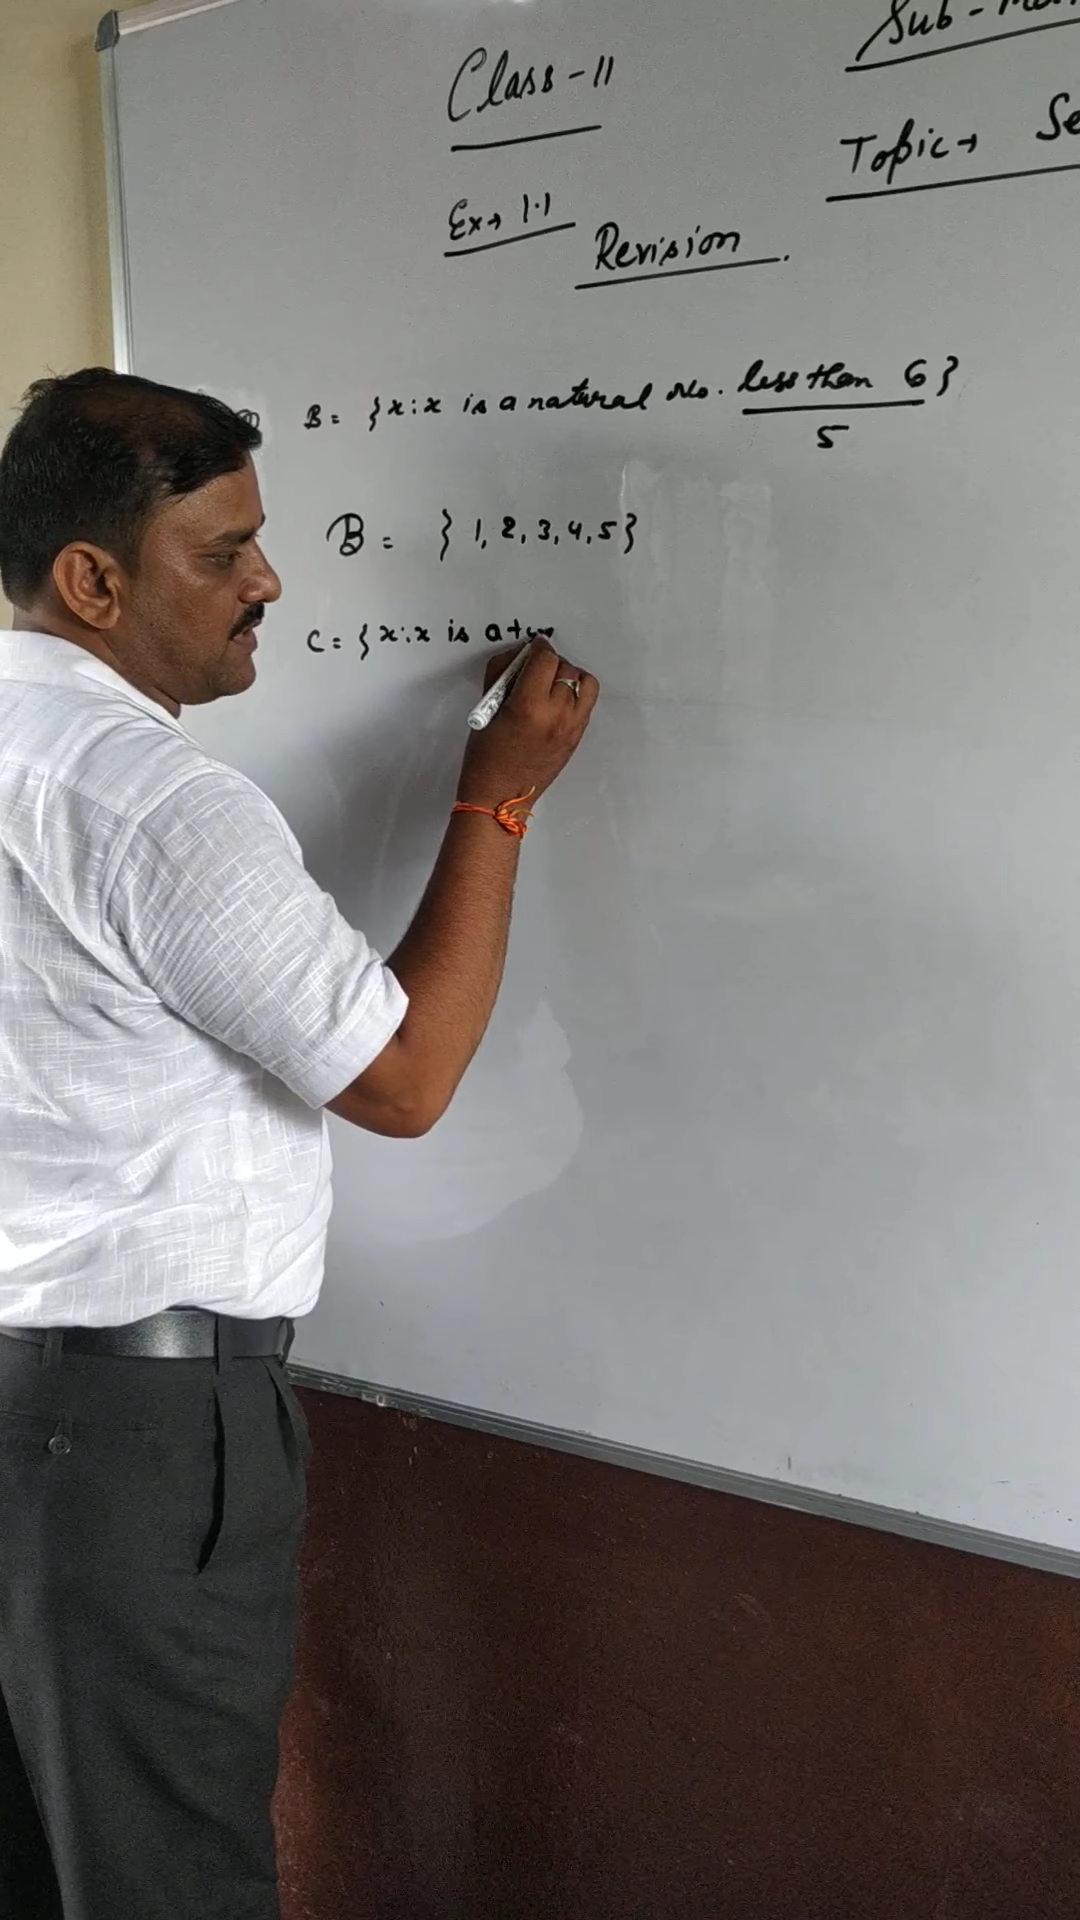 Class-11
Sub-
Topic→ Se
Ex→ 1.1
Revision.
B = {x:x is a natural No. less than 6}
5
B = } 1, 2, 3, 4, 5 }
C = { x:x is a